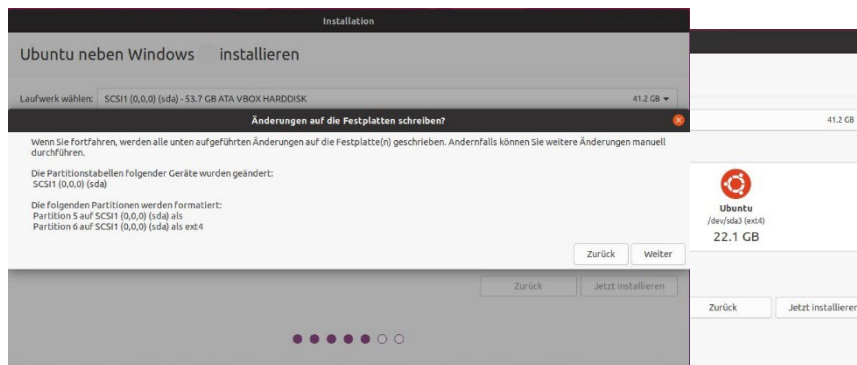 Installation
Ubuntu neben Windows installieren
Laufwerk wählen: SCSI1 (0,0,0) (sda) - 53.7 GB ATA VBOX HARDDISK 41.2 GB
Änderungen auf die Festplatten schreiben?
Wenn Sie fortfahren, werden alle unten aufgeführten Änderungen auf die Festplatte(n) geschrieben. Andernfalls können Sie weitere Änderungen manuell
durchführen.
Die Partitionstabellen folgender Geräte wurden geändert:
SCSI1 (0,0,0) (sda)
Die folgenden Partitionen werden formatiert:
Partition 5 auf SCSI1 (0,0,0) (sda) als
Partition 6 auf SCSI1 (0,0,0) (sda) als ext4
Zurück Weiter
Zurück Jetzt installieren
41.2 GB
Ubuntu
/dev/sda3 (ext4)
22.1 GB
Zurück Jetzt installieren